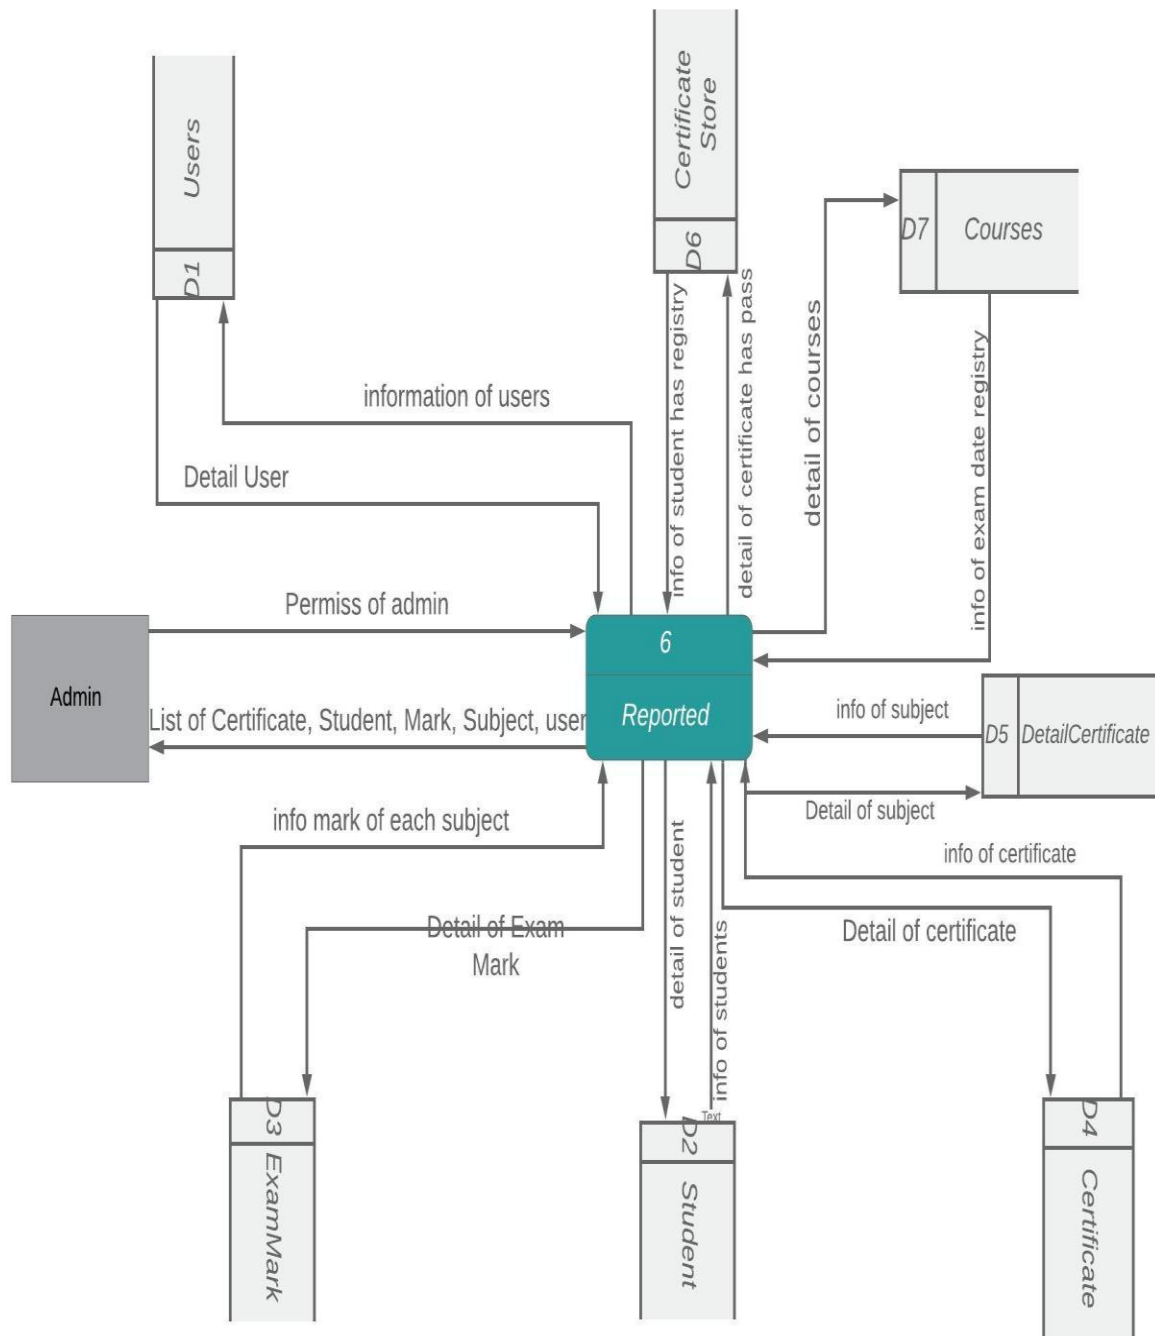 Users
D1
Certificate
Store
D6
D7
Courses
info of student has registry
detail of certificate has pass
detail of courses
info of exam date registry
information of users
Detail User
Permiss of admin
6
Admin
List of Certificate, Student, Mark, Subject, user
Reported
info of subject
D5
DetailCertificate
Detail of subject
info mark of each subject
info of certificate
detail of student
info of students
Detail of Exam
Mark
Detail of certificate
Text
D3
ExamMark
D2
Student
D4
Certificate